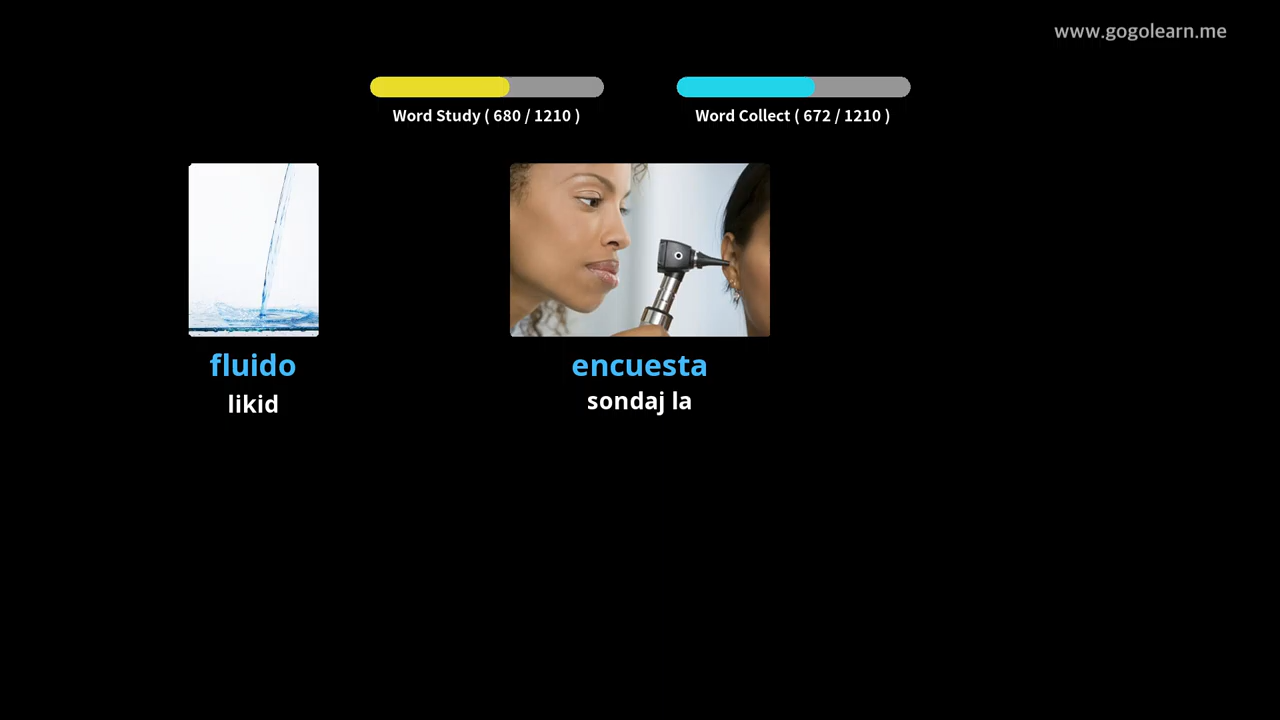 www.gogolearn.me
Word Study ( 680 / 1210 )
Word Collect ( 672 / 1210 )
fluido
likid
encuesta
sondaj la